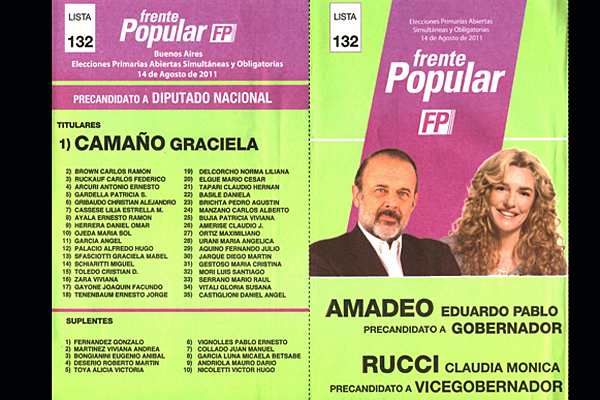 LISTA
132
frente
Popular FP
Buenos Aires
Elecciones Primarias Abiertas Simultáneas y Obligatorias
14 de Agosto de 2011
PRECANDIDATO A DIPUTADO NACIONAL
TITULARES
1) CAMAÑO GRACIELA
2) BROWN CARLOS RAMON
3) RUCKAUF CARLOS FEDERICO
4) ARCURI ANTONIO ERNESTO
5) GARDELLA PATRICIA S.
6) GRIBAUDO CHRISTIAN ALEJANDRO
7) CASSESE LILIA ESTRELLA M.
8) AYALA ERNESTO RAMON
9) HERRERA DANIEL OMAR
10) OJEDA MARIA SOL
11) GARCIA ANGEL
12) PALACIO ALFREDO HUGO
13) SFASCIOTTI GRACIELA MABEL
14) SCHIARITTI MIGUEL
15) TOLEDO CRISTIAN D.
16) ZARA VIVIANA
17) GAYONE JOAQUIN FACUNDO
18) TENENBAUM ERNESTO JORGE
19) DELCORCHO NORMA LILIANA
20) ELGUE MARIO CESAR
21) TAPARI CLAUDIO HERNAN
22) BASILE DANIELA
23) BRICHTA PEDRO AGUSTIN
24) MANZANO CARLOS ALBERTO
25) BUJIA PATRICIA VIVIANA
26) AMERISE CLAUDIO J.
27) ORTIZ MAXIMILIANO
28) URANI MARIA ANGELICA
29) AQUINO FERNANDO JULIO
30) JARQUE DIEGO MARTIN
31) GESTOSO MARIA CRISTINA
32) MORI LUIS SANTIAGO
33) SERRANO MARIO RAUL
34) VITALI GLORIA SUSANA
35) CASTIGLIONI DANIEL ANGEL
SUPLENTES
1) FERNANDEZ GONZALO
2) MARTINEZ VIVIANA ANDREA
3) BONGIANINI EUGENIO ANIBAL
4) DESERIO ROBERTO MARTIN
5) TOYA ALICIA VICTORIA
6) VIGNOLLES PABLO ERNESTO
7) COLLADO JUAN MANUEL
8) GARCIA LUNA MICAELA BETSABE
9) ANDRIOLA MAURO DARIO
10) NICOLETTI VICTOR HUGO
LISTA
132
Elecciones Primarias Abiertas
Simultáneas y Obligatorias
14 de Agosto de 2011
frente
Popular
FP
AMADEO EDUARDO PABLO
PRECANDIDATO A GOBERNADOR
RUCCI CLAUDIA MONICA
PRECANDIDATO A VICEGOBERNADOR